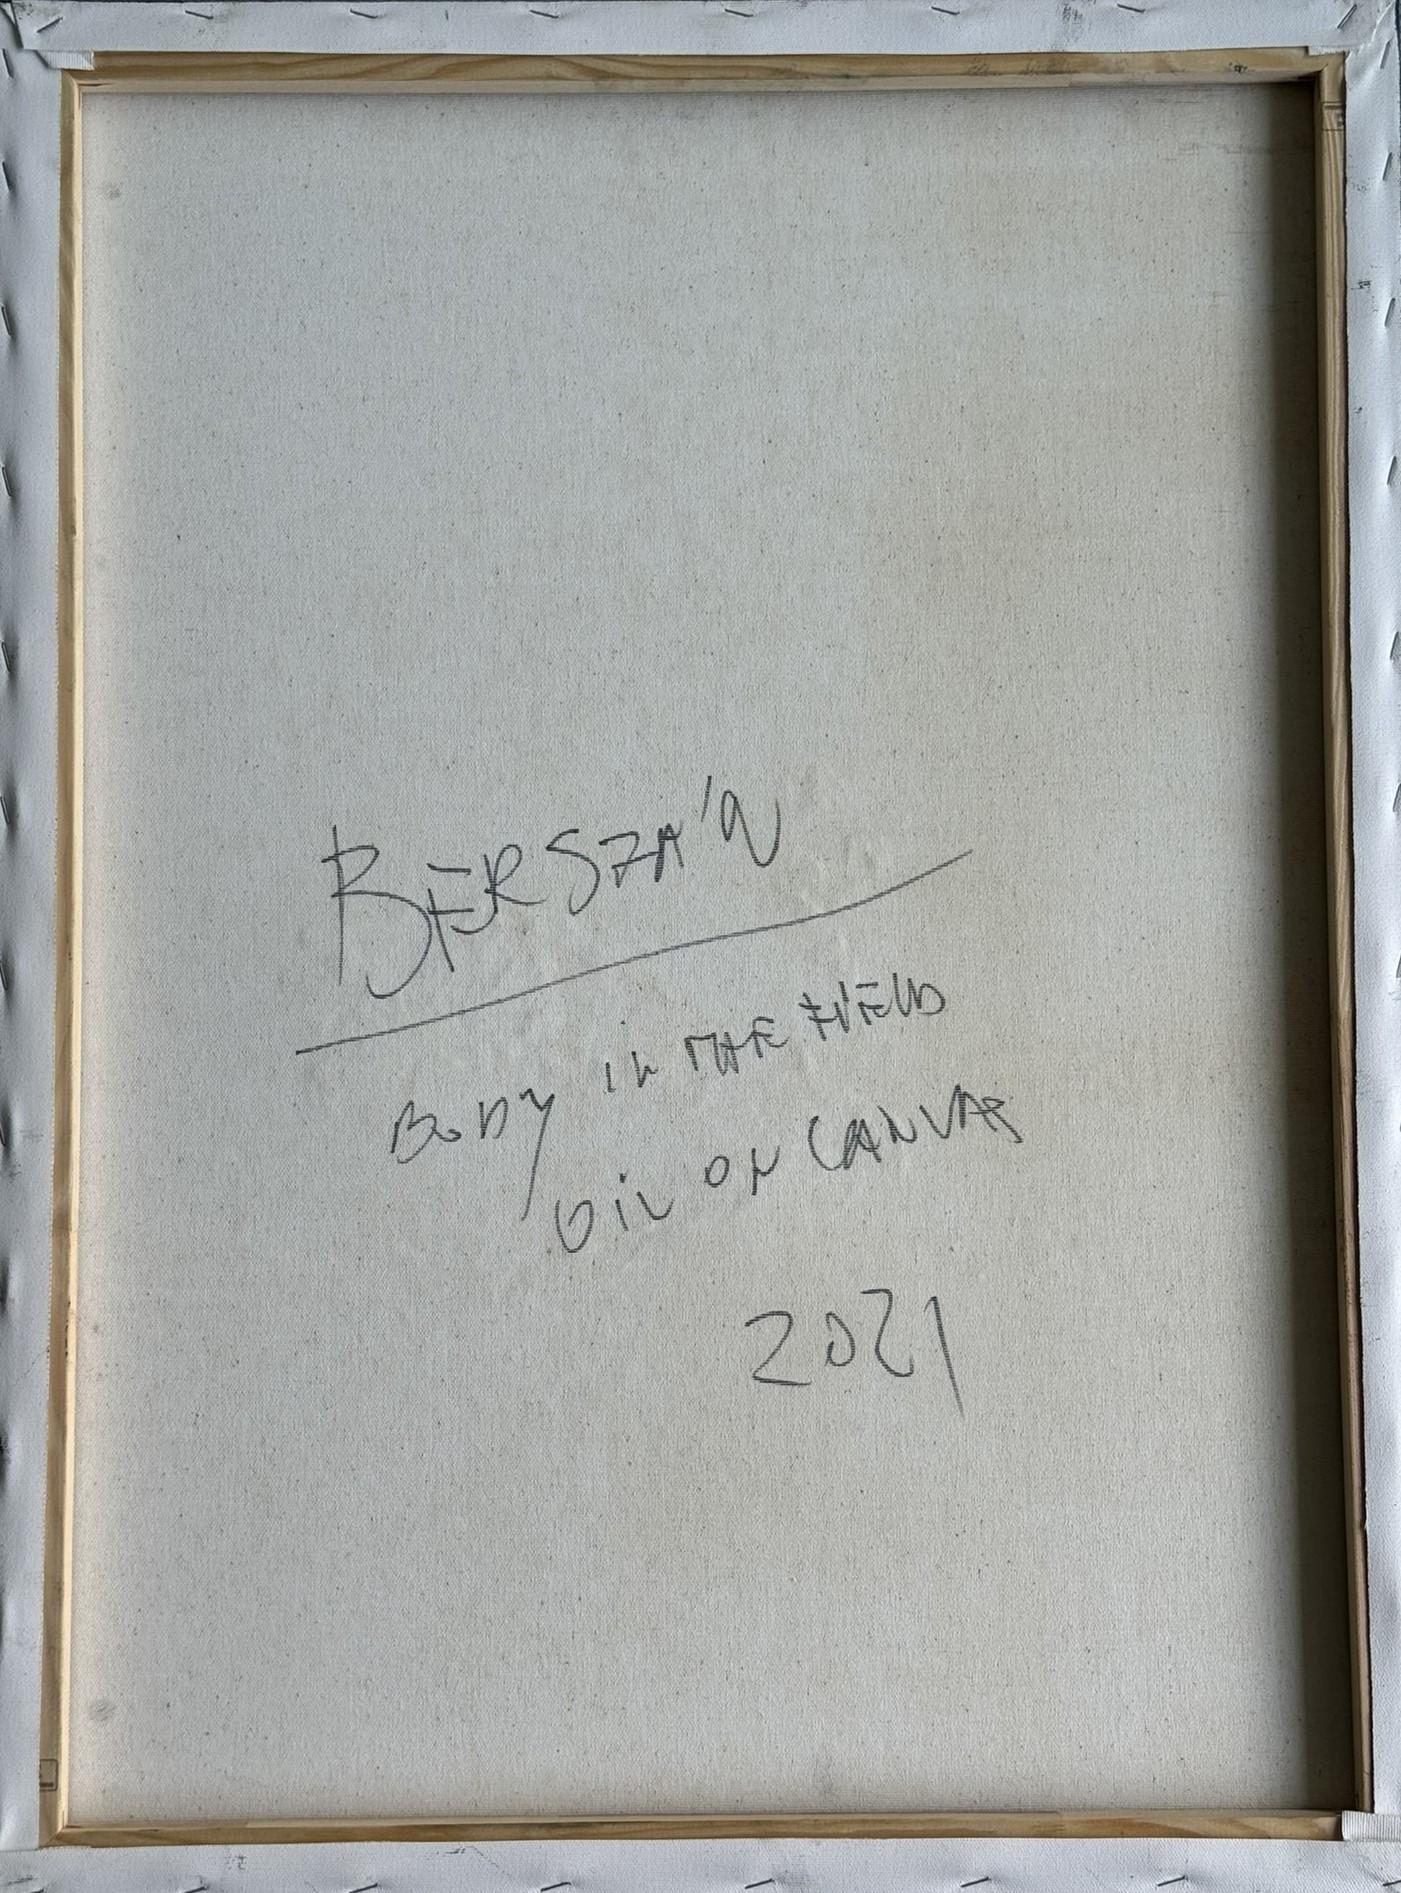 BERSZA'N
BODY IN THE FIELD
OIL ON CANVAS
2021